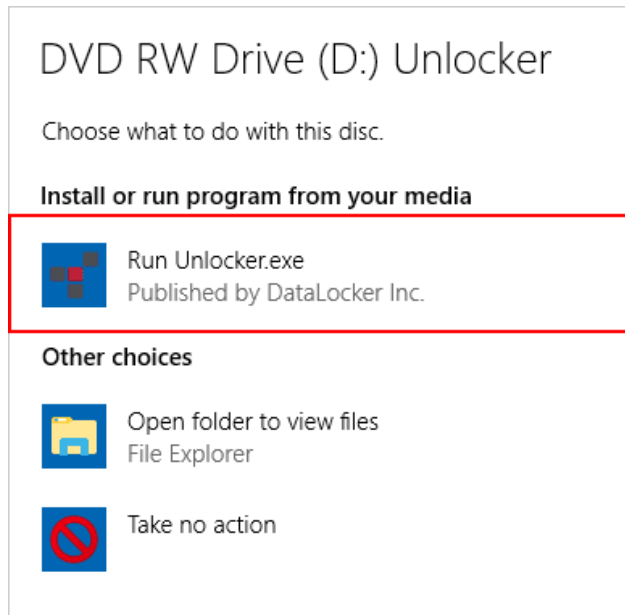 DVD RW Drive (D:) Unlocker
Choose what to do with this disc.
Install or run program from your media
Run Unlocker.exe
Published by DataLocker Inc.
Other choices
Open folder to view files
File Explorer
Take no action